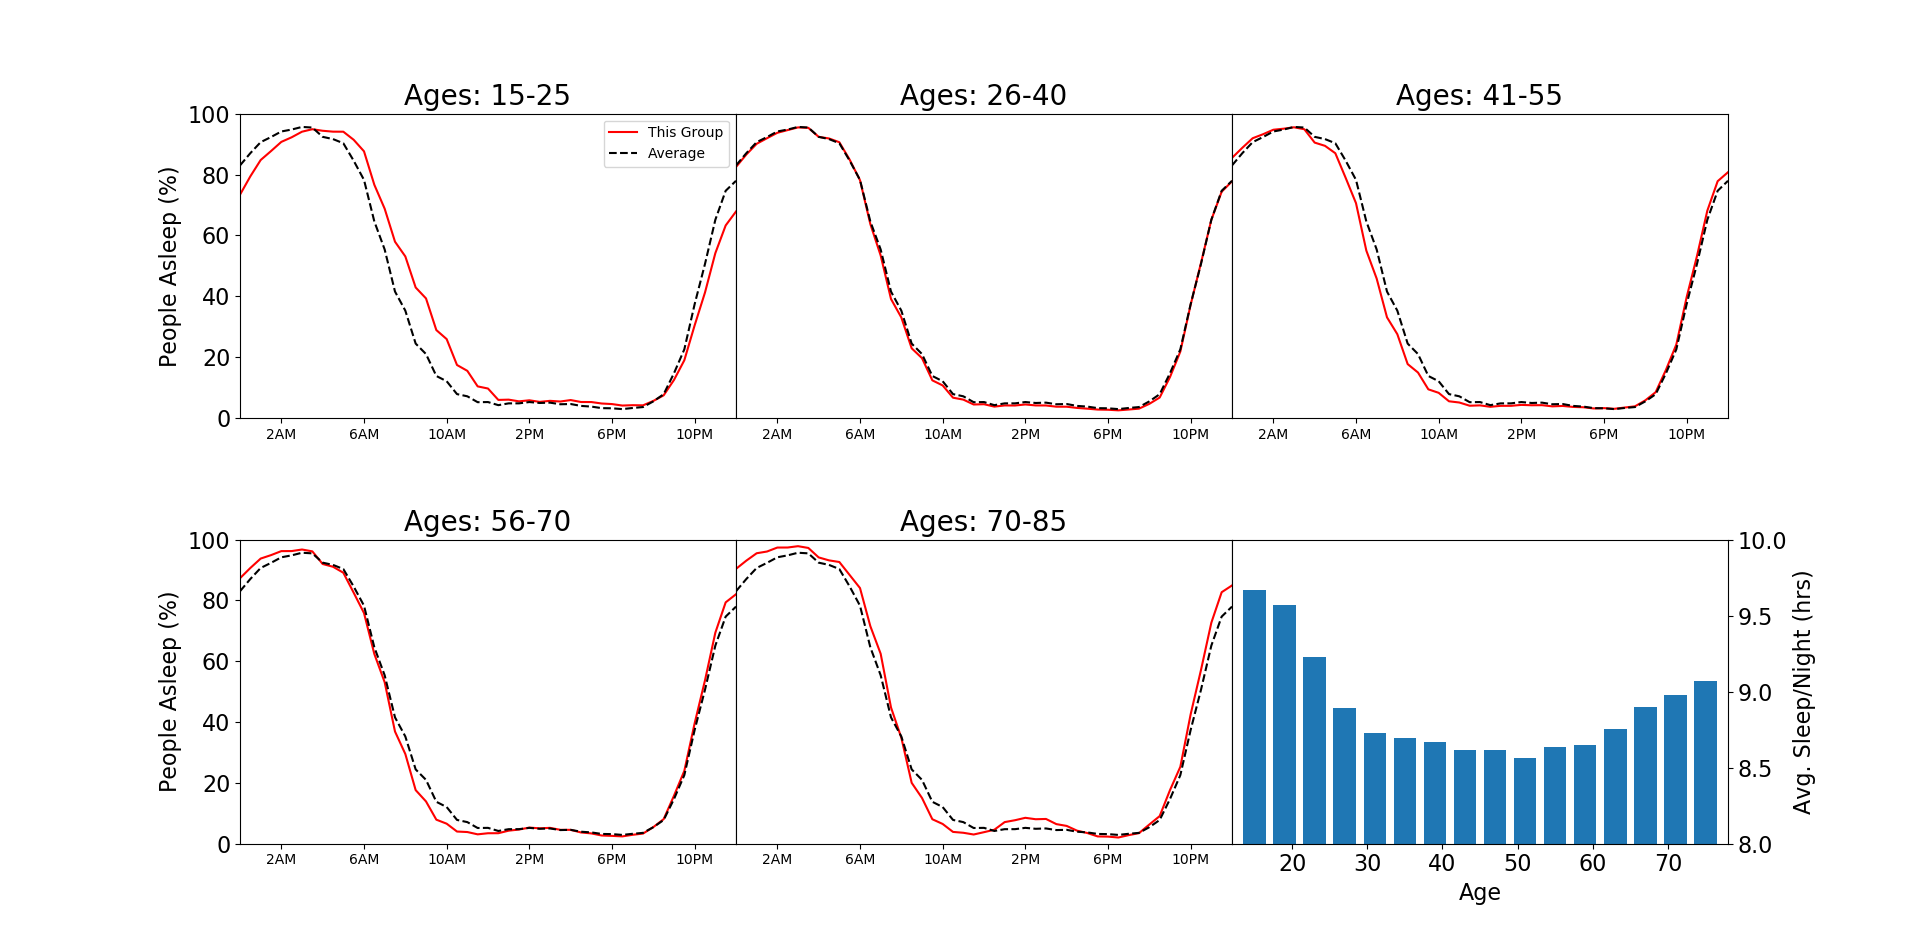 Ages: 15-25
Ages: 26-40
Ages: 41-55
People Asleep (%)
100
80
60
40
20
0
This Group
Average
2AM 6AM 10AM 2PM 6PM 10PM
2AM 6AM 10AM 2PM 6PM 10PM
2AM 6AM 10AM 2PM 6PM 10PM
Ages: 56-70
Ages: 70-85
People Asleep (%)
100
80
60
40
20
0
2AM 6AM 10AM 2PM 6PM 10PM
2AM 6AM 10AM 2PM 6PM 10PM
10.0
9.5
9.0
8.5
8.0
Avg. Sleep/Night (hrs)
20 30 40 50 60 70
Age